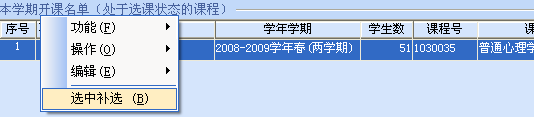 本学期开课名单（处于选课状态的课程）
序号 学年学期 学生数 课程号 课
1 2008-2009学年春(两学期) 51 1030035 普通心理学
功能(F)
操作(O)
编辑(E)
选中补选 (B)